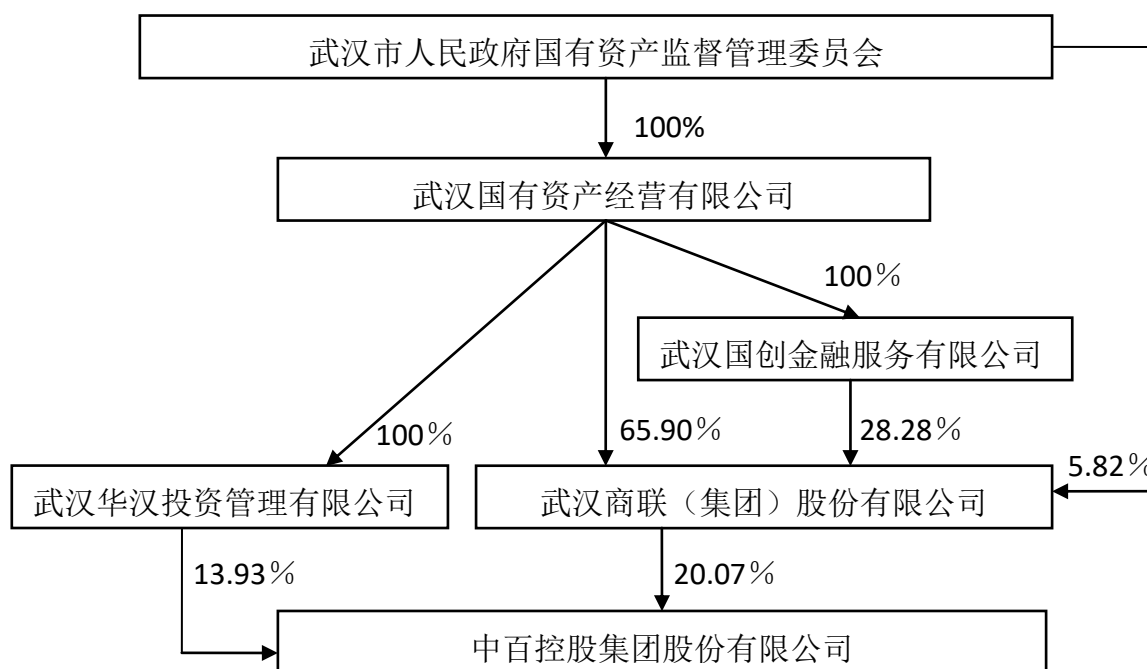 武汉市人民政府国有资产监督管理委员会
100%
武汉国有资产经营有限公司
100％
武汉国创金融服务有限公司
100％
65.90％
28.28％
5.82％
武汉华汉投资管理有限公司
武汉商联（集团）股份有限公司
13.93％
20.07％
中百控股集团股份有限公司